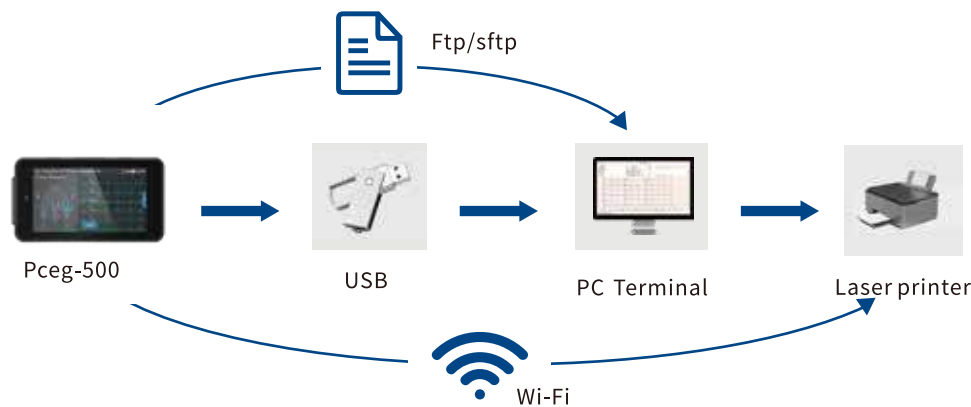 Ftp/sftp
Pceg-500
USB
PC Terminal
Laser printer
Wi-Fi